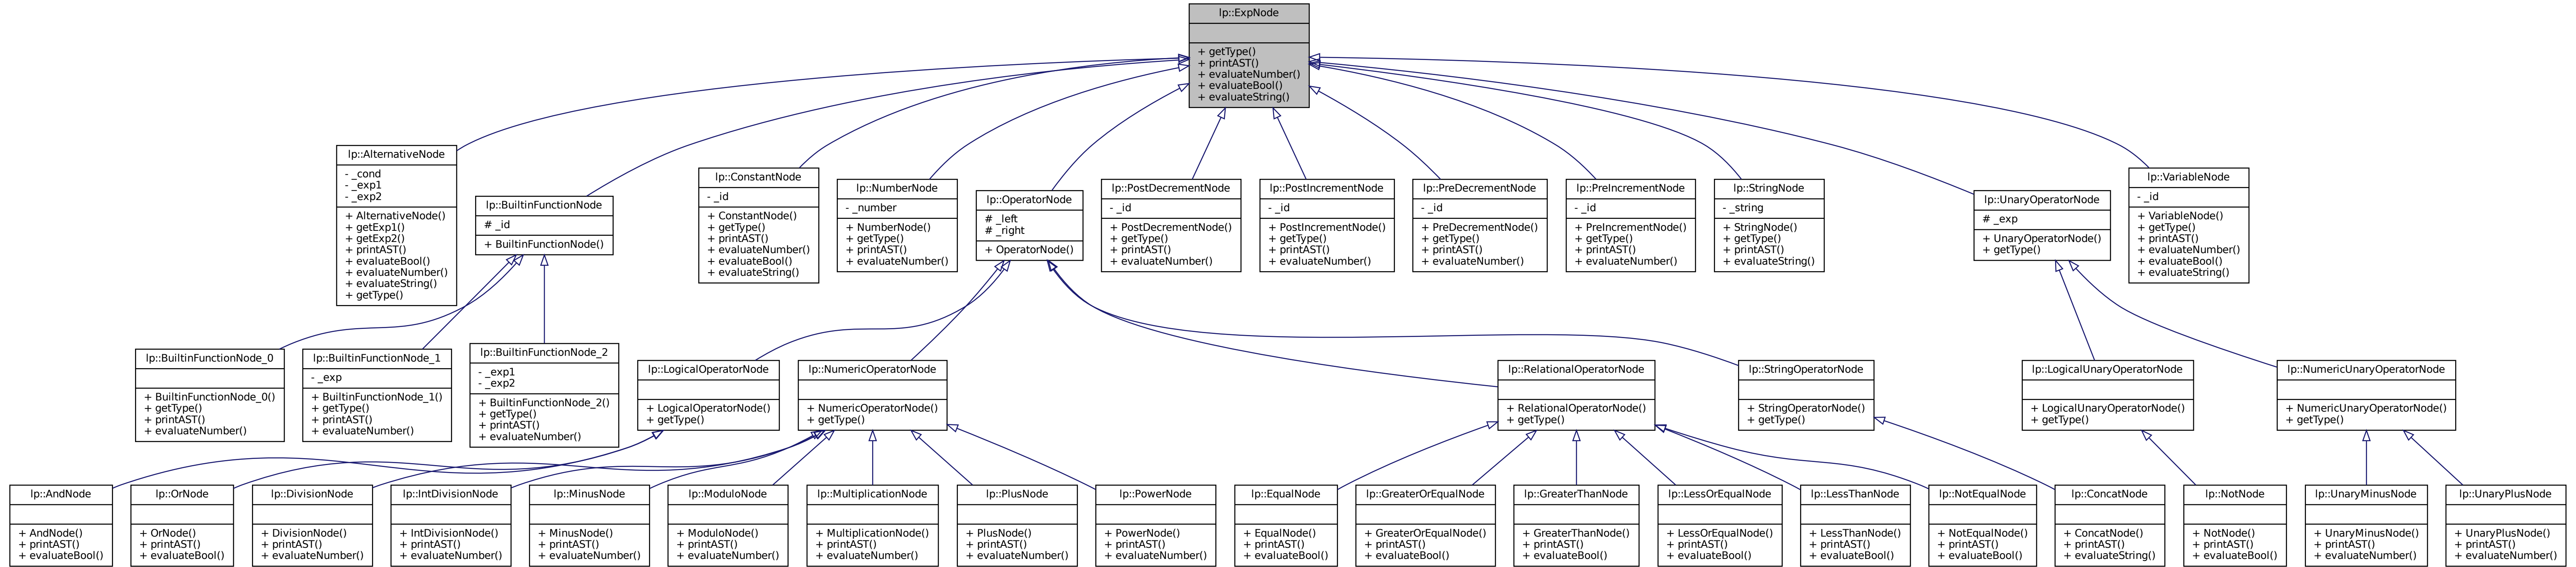 lp::ExpNode
+ getType()
+ printAST()
+ evaluateNumber()
+ evaluateBool()
+ evaluateString()
lp::AlternativeNode
- _cond
- _exp1
- _exp2
+ AlternativeNode()
+ getExp1()
+ getExp2()
+ printAST()
+ evaluateBool()
+ evaluateNumber()
+ evaluateString()
+ getType()
lp::BuiltinFunctionNode
# _id
+ BuiltinFunctionNode()
lp::ConstantNode
- _id
+ ConstantNode()
+ getType()
+ printAST()
+ evaluateNumber()
+ evaluateBool()
+ evaluateString()
lp::NumberNode
- _number
+ NumberNode()
+ getType()
+ printAST()
+ evaluateNumber()
lp::OperatorNode
# _left
# _right
+ OperatorNode()
lp::PostDecrementNode
- _id
+ PostDecrementNode()
+ getType()
+ printAST()
+ evaluateNumber()
lp::PostIncrementNode
- _id
+ PostIncrementNode()
+ getType()
+ printAST()
+ evaluateNumber()
lp::PreDecrementNode
- _id
+ PreDecrementNode()
+ getType()
+ printAST()
+ evaluateNumber()
lp::PreIncrementNode
- _id
+ PreIncrementNode()
+ getType()
+ printAST()
+ evaluateNumber()
lp::StringNode
- _string
+ StringNode()
+ getType()
+ printAST()
+ evaluateString()
lp::UnaryOperatorNode
# _exp
+ UnaryOperatorNode()
+ getType()
lp::VariableNode
- _id
+ VariableNode()
+ getType()
+ printAST()
+ evaluateNumber()
+ evaluateBool()
+ evaluateString()
lp::BuiltinFunctionNode_0
+ BuiltinFunctionNode_0()
+ getType()
+ printAST()
+ evaluateNumber()
lp::BuiltinFunctionNode_1
- _exp
+ BuiltinFunctionNode_1()
+ getType()
+ printAST()
+ evaluateNumber()
lp::BuiltinFunctionNode_2
- _exp1
- _exp2
+ BuiltinFunctionNode_2()
+ getType()
+ printAST()
+ evaluateNumber()
lp::LogicalOperatorNode
+ LogicalOperatorNode()
+ getType()
lp::NumericOperatorNode
+ NumericOperatorNode()
+ getType()
lp::RelationalOperatorNode
+ RelationalOperatorNode()
+ getType()
lp::StringOperatorNode
+ StringOperatorNode()
+ getType()
lp::LogicalUnaryOperatorNode
+ LogicalUnaryOperatorNode()
+ getType()
lp::NumericUnaryOperatorNode
+ NumericUnaryOperatorNode()
+ getType()
lp::AndNode
+ AndNode()
+ printAST()
+ evaluateBool()
lp::OrNode
+ OrNode()
+ printAST()
+ evaluateBool()
lp::DivisionNode
+ DivisionNode()
+ printAST()
+ evaluateNumber()
lp::IntDivisionNode
+ IntDivisionNode()
+ printAST()
+ evaluateNumber()
lp::MinusNode
+ MinusNode()
+ printAST()
+ evaluateNumber()
lp::ModuloNode
+ ModuloNode()
+ printAST()
+ evaluateNumber()
lp::MultiplicationNode
+ MultiplicationNode()
+ printAST()
+ evaluateNumber()
lp::PlusNode
+ PlusNode()
+ printAST()
+ evaluateNumber()
lp::PowerNode
+ PowerNode()
+ printAST()
+ evaluateNumber()
lp::EqualNode
+ EqualNode()
+ printAST()
+ evaluateBool()
lp::GreaterOrEqualNode
+ GreaterOrEqualNode()
+ printAST()
+ evaluateBool()
lp::GreaterThanNode
+ GreaterThanNode()
+ printAST()
+ evaluateBool()
lp::LessOrEqualNode
+ LessOrEqualNode()
+ printAST()
+ evaluateBool()
lp::LessThanNode
+ LessThanNode()
+ printAST()
+ evaluateBool()
lp::NotEqualNode
+ NotEqualNode()
+ printAST()
+ evaluateBool()
lp::ConcatNode
+ ConcatNode()
+ printAST()
+ evaluateString()
lp::NotNode
+ NotNode()
+ printAST()
+ evaluateBool()
lp::UnaryMinusNode
+ UnaryMinusNode()
+ printAST()
+ evaluateNumber()
lp::UnaryPlusNode
+ UnaryPlusNode()
+ printAST()
+ evaluateNumber()